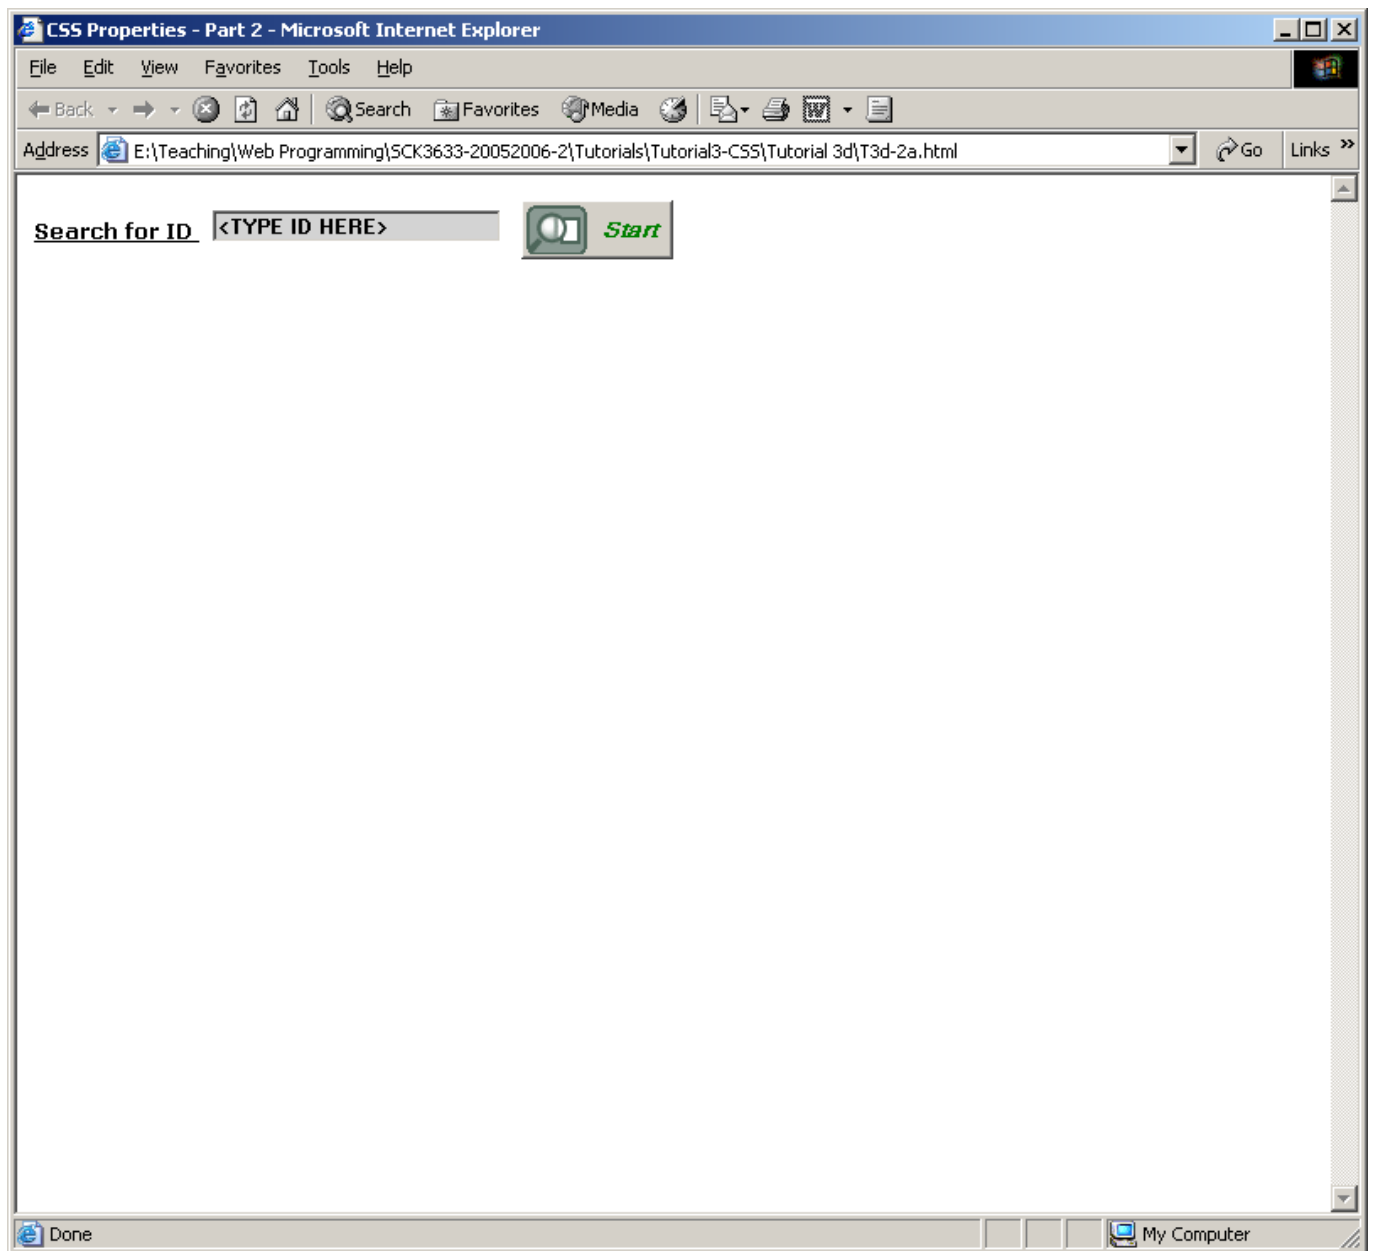 CSS Properties - Part 2 - Microsoft Internet Explorer
File Edit View Favorites Tools Help
Back Search Favorites Media
Address E:\Teaching\Web Programming\SCK3633-20052006-2\Tutorials\Tutorial3-CSS\Tutorial 3d\T3d-2a.html Go Links »
Search for ID <TYPE ID HERE> Start
Done My Computer